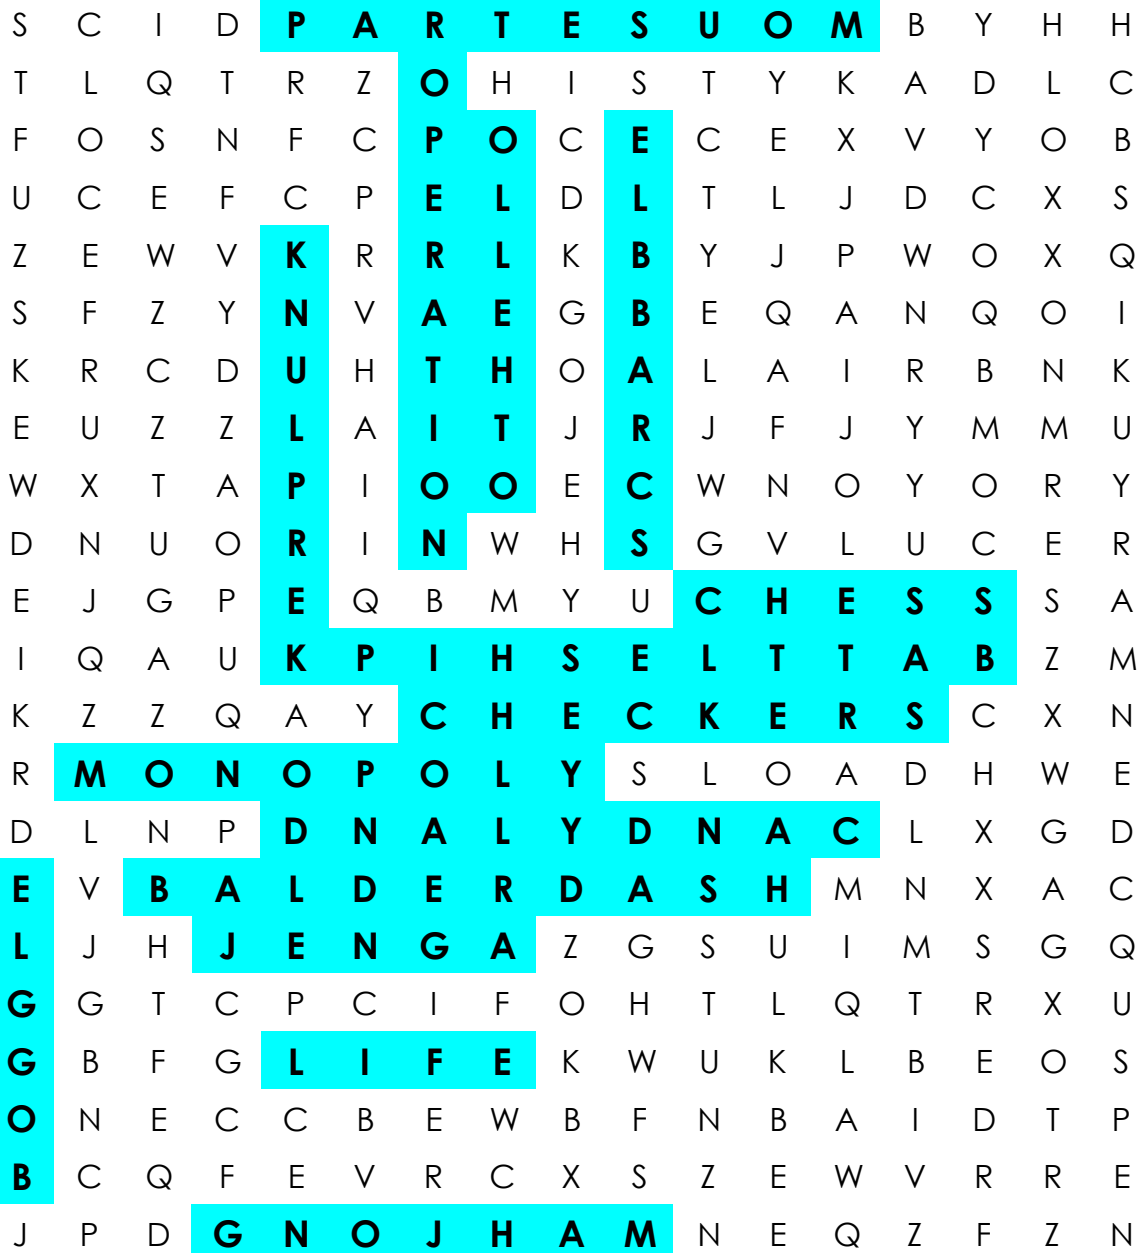 S C I D P A R T E S U O M B Y H H
T L Q T R Z O H I S T Y K A D L C
F O S N F C P O C E C E X V Y O B
U C E F C P E L D L T L J D C X S
Z E W V K R R L K B Y J P W O X Q
S F Z Y N V A E G B E Q A N Q O I
K R C D U H T H O A L A I R B N K
E U Z Z L A I T J R J F J Y M M U
W X T A P I O O E C W N O Y O R Y
D N U O R I N W H S G V L U C E R
E J G P E Q B M Y U C H E S S S A
I Q A U K P I H S E L T T A B Z M
K Z Z Q A Y C H E C K E R S C X N
R M O N O P O L Y S L O A D H W E
D L N P D N A L Y D N A C L X G D
E V B A L D E R D A S H M N X A C
L J H J E N G A Z G S U I M S G Q
G G T C P C I F O H T L Q T R X U
G B F G L I F E K W U K L B E O S
O N E C C B E W B F N B A I D T P
B C Q F E V R C X S Z E W V R R E
J P D G N O J H A M N E Q Z F Z N